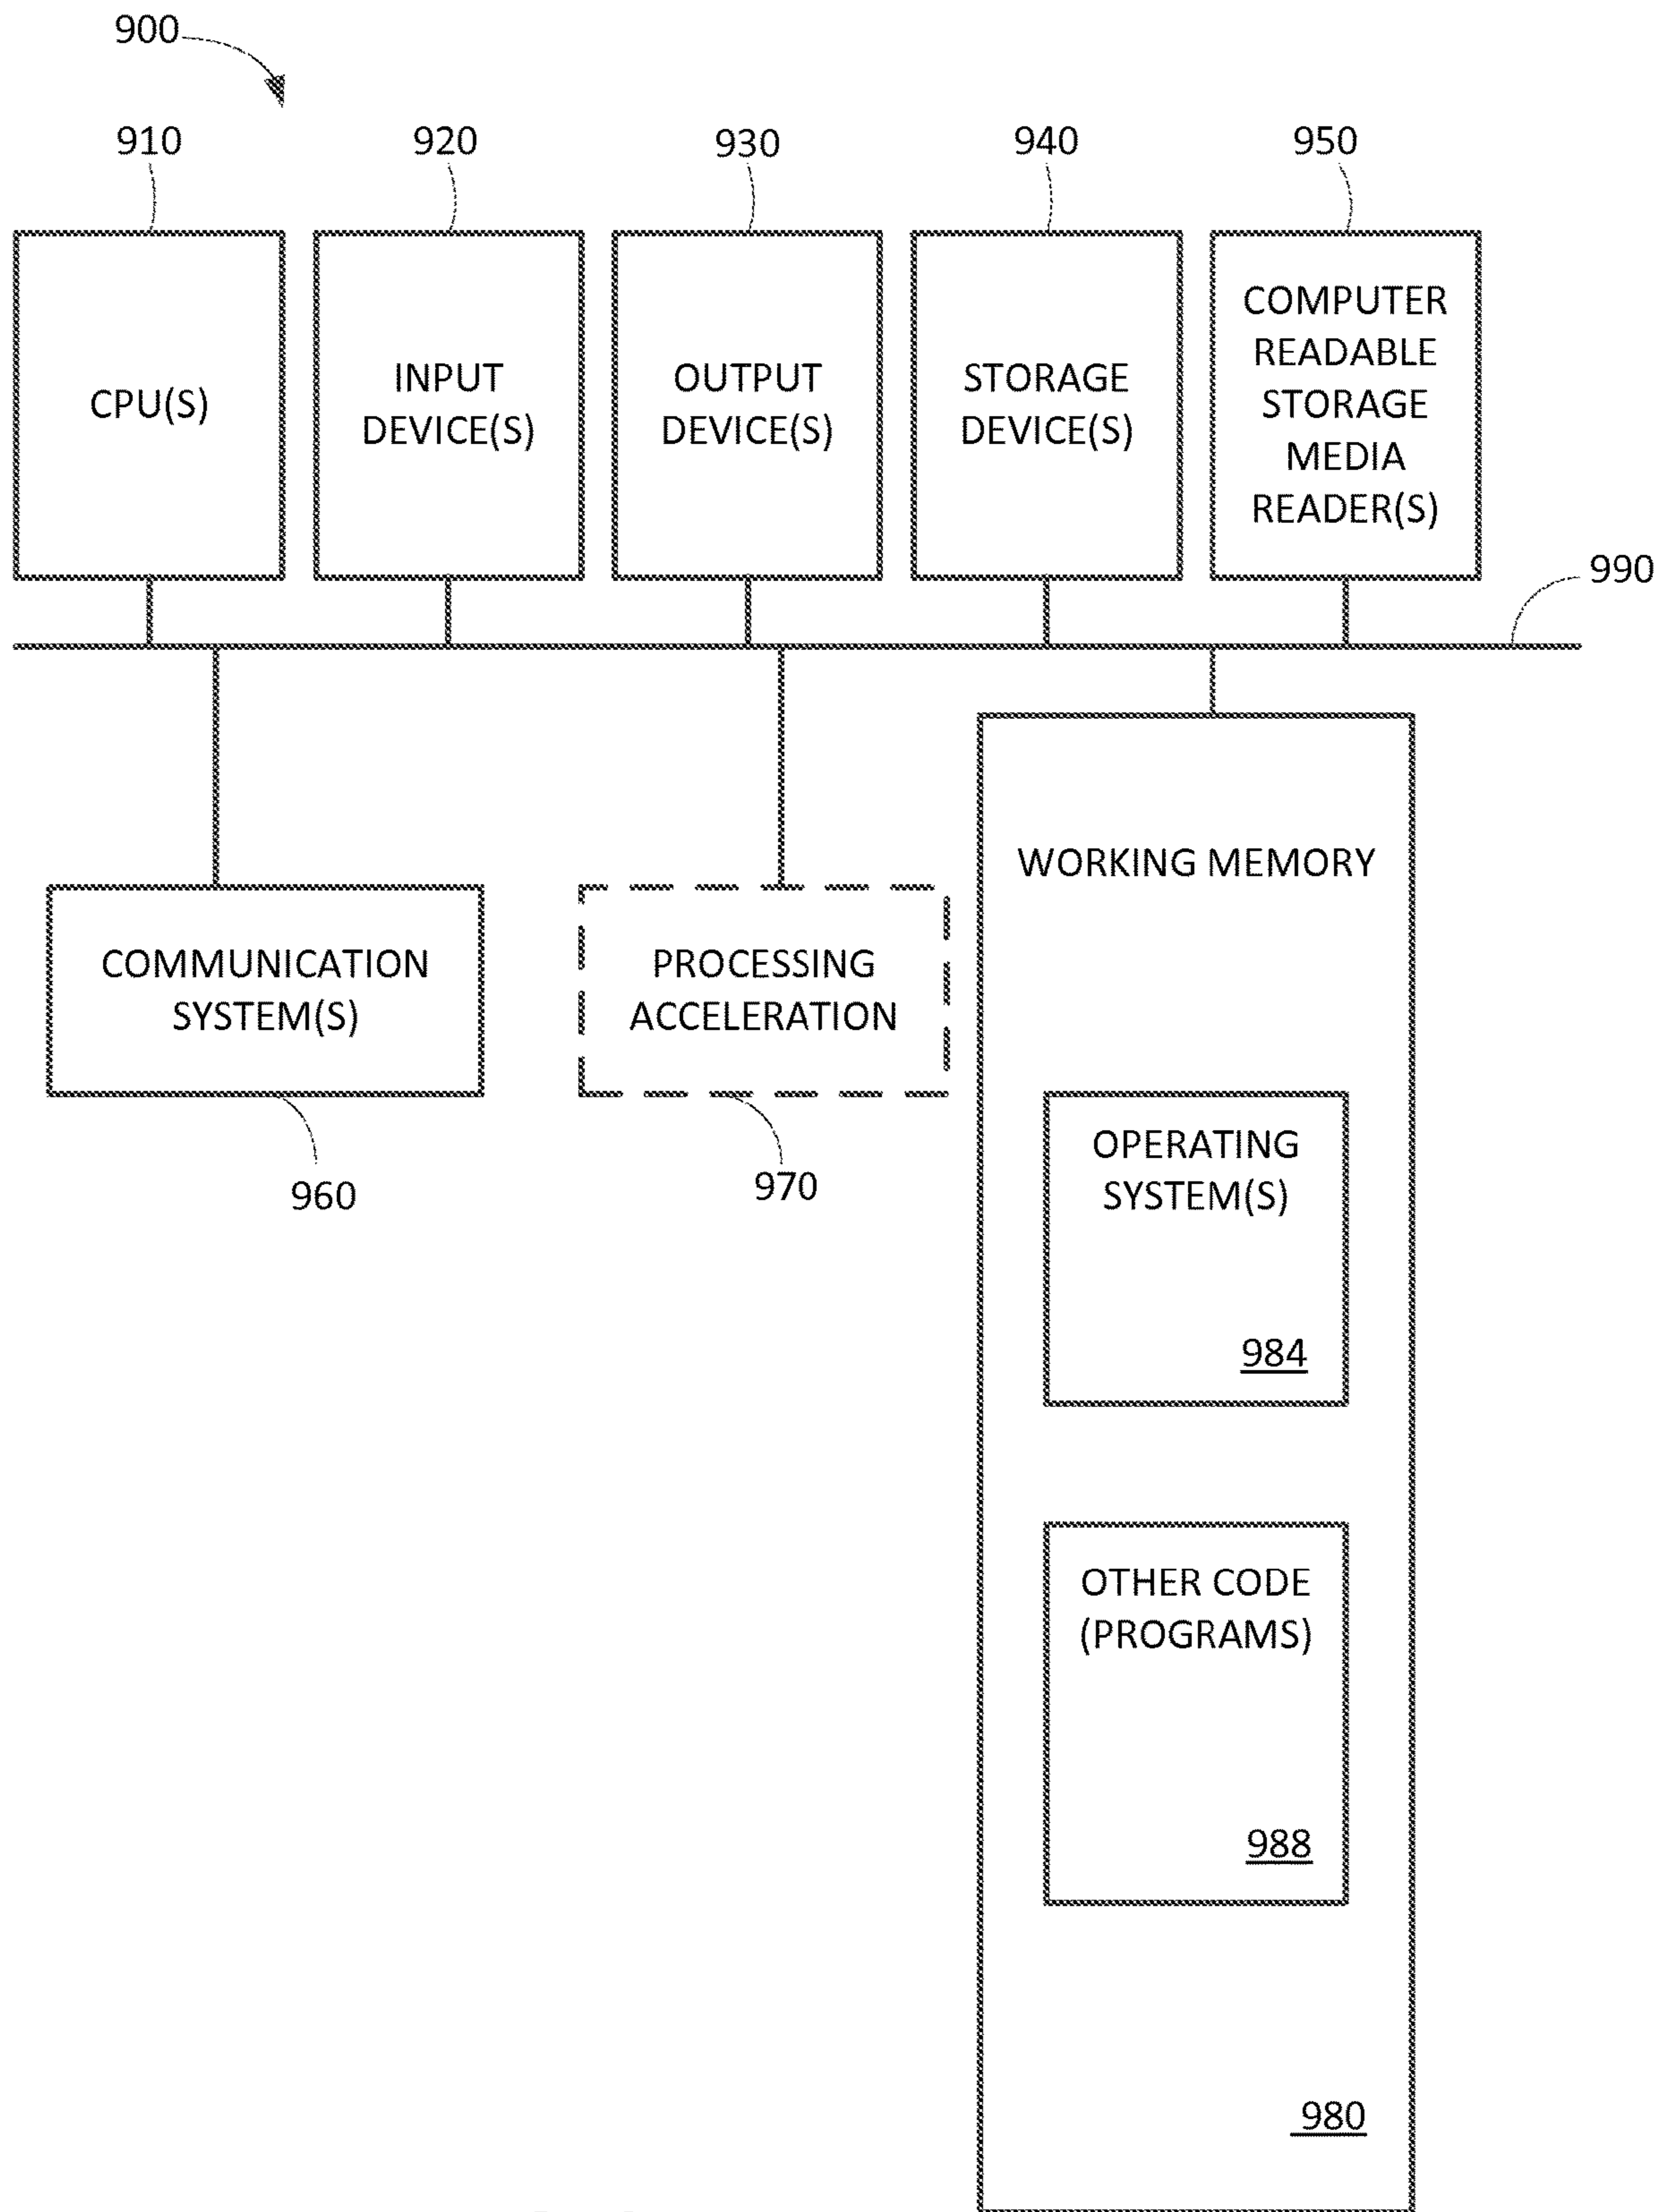 900
910
920
930
940
950
CPU(S)
INPUT
DEVICE(S)
OUTPUT
DEVICE(S)
STORAGE
DEVICE(S)
COMPUTER
READABLE
STORAGE
MEDIA
READER(S)
990
COMMUNICATION
SYSTEM(S)
960
PROCESSING
ACCELERATION
970
WORKING MEMORY
OPERATING
SYSTEM(S)
984
OTHER CODE
(PROGRAMS)
988
980